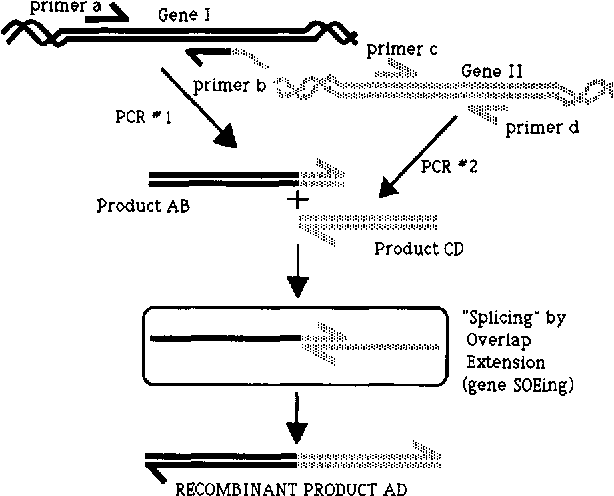 primer a
Gene I
primer c
Gene II
primer b
primer d
PCR #1
PCR #2
Product AB
+
Product CD
"Splicing" by
Overlap
Extension
(gene SOEing)
RECOMBINANT PRODUCT AD